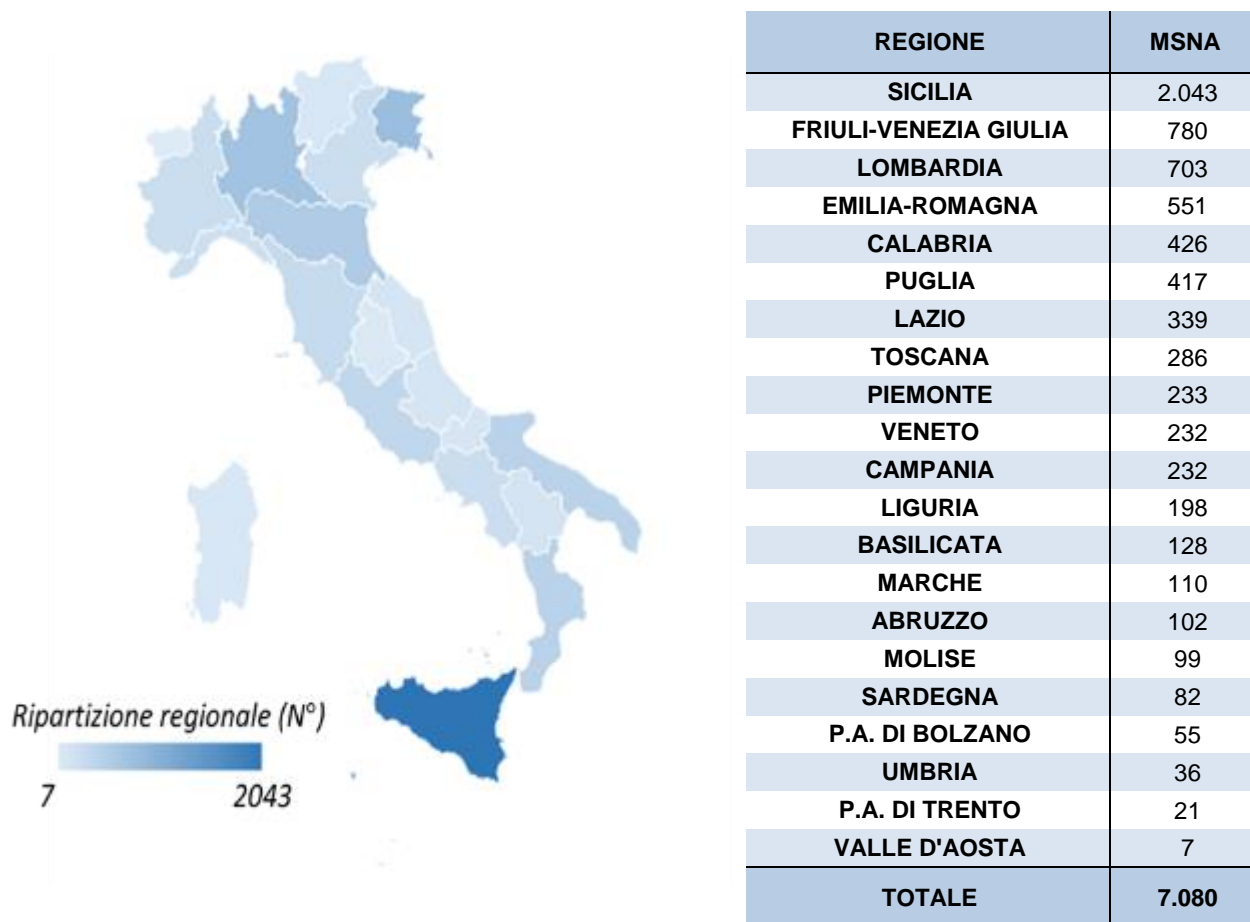 Ripartizione regionale (N°)
7 2043
REGIONE MSNA
SICILIA 2.043
FRIULI-VENEZIA GIULIA 780
LOMBARDIA 703
EMILIA-ROMAGNA 551
CALABRIA 426
PUGLIA 417
LAZIO 339
TOSCANA 286
PIEMONTE 233
VENETO 232
CAMPANIA 232
LIGURIA 198
BASILICATA 128
MARCHE 110
ABRUZZO 102
MOLISE 99
SARDEGNA 82
P.A. DI BOLZANO 55
UMBRIA 36
P.A. DI TRENTO 21
VALLE D'AOSTA 7
TOTALE 7.080